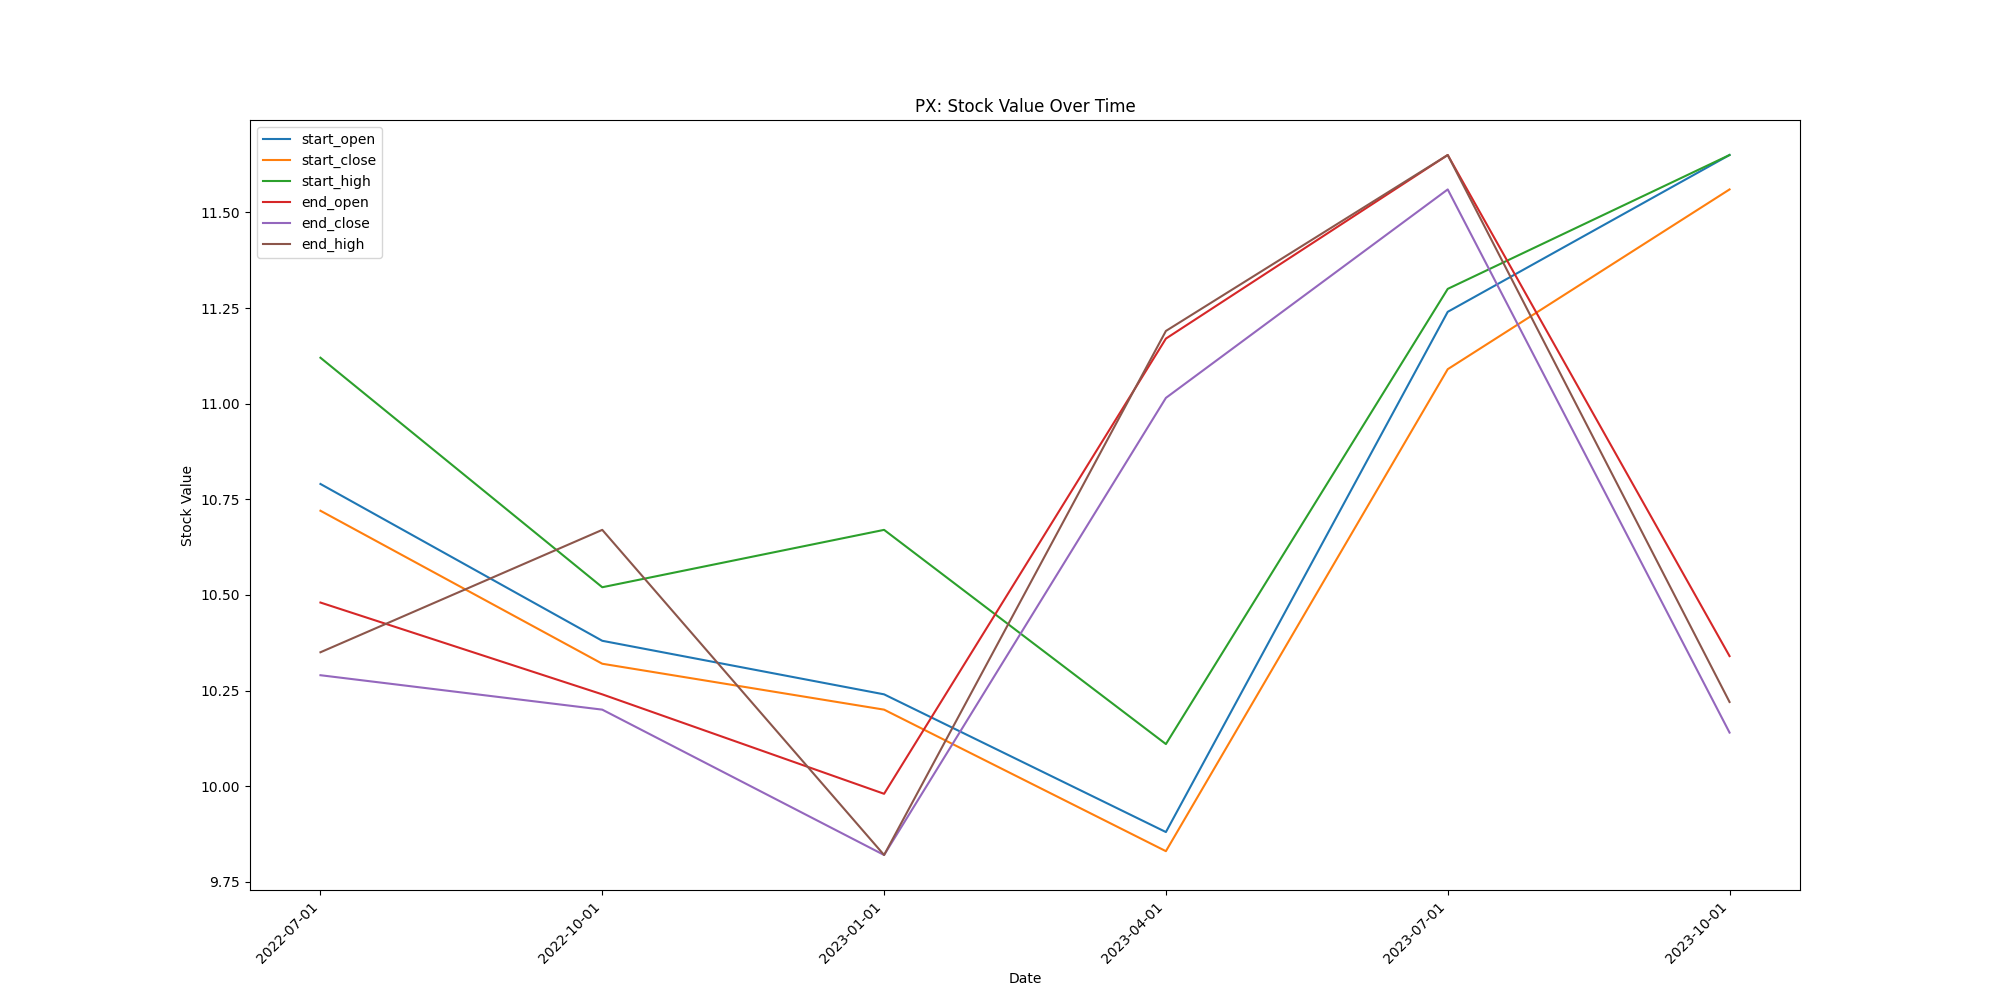 PX: Stock Value Over Time
start_open
start_close
start_high
end_open
end_close
end_high
Stock Value
11.50
11.25
11.00
10.75
10.50
10.25
10.00
9.75
2022-07-01
2022-10-01
2023-01-01
2023-04-01
2023-07-01
2023-10-01
Date